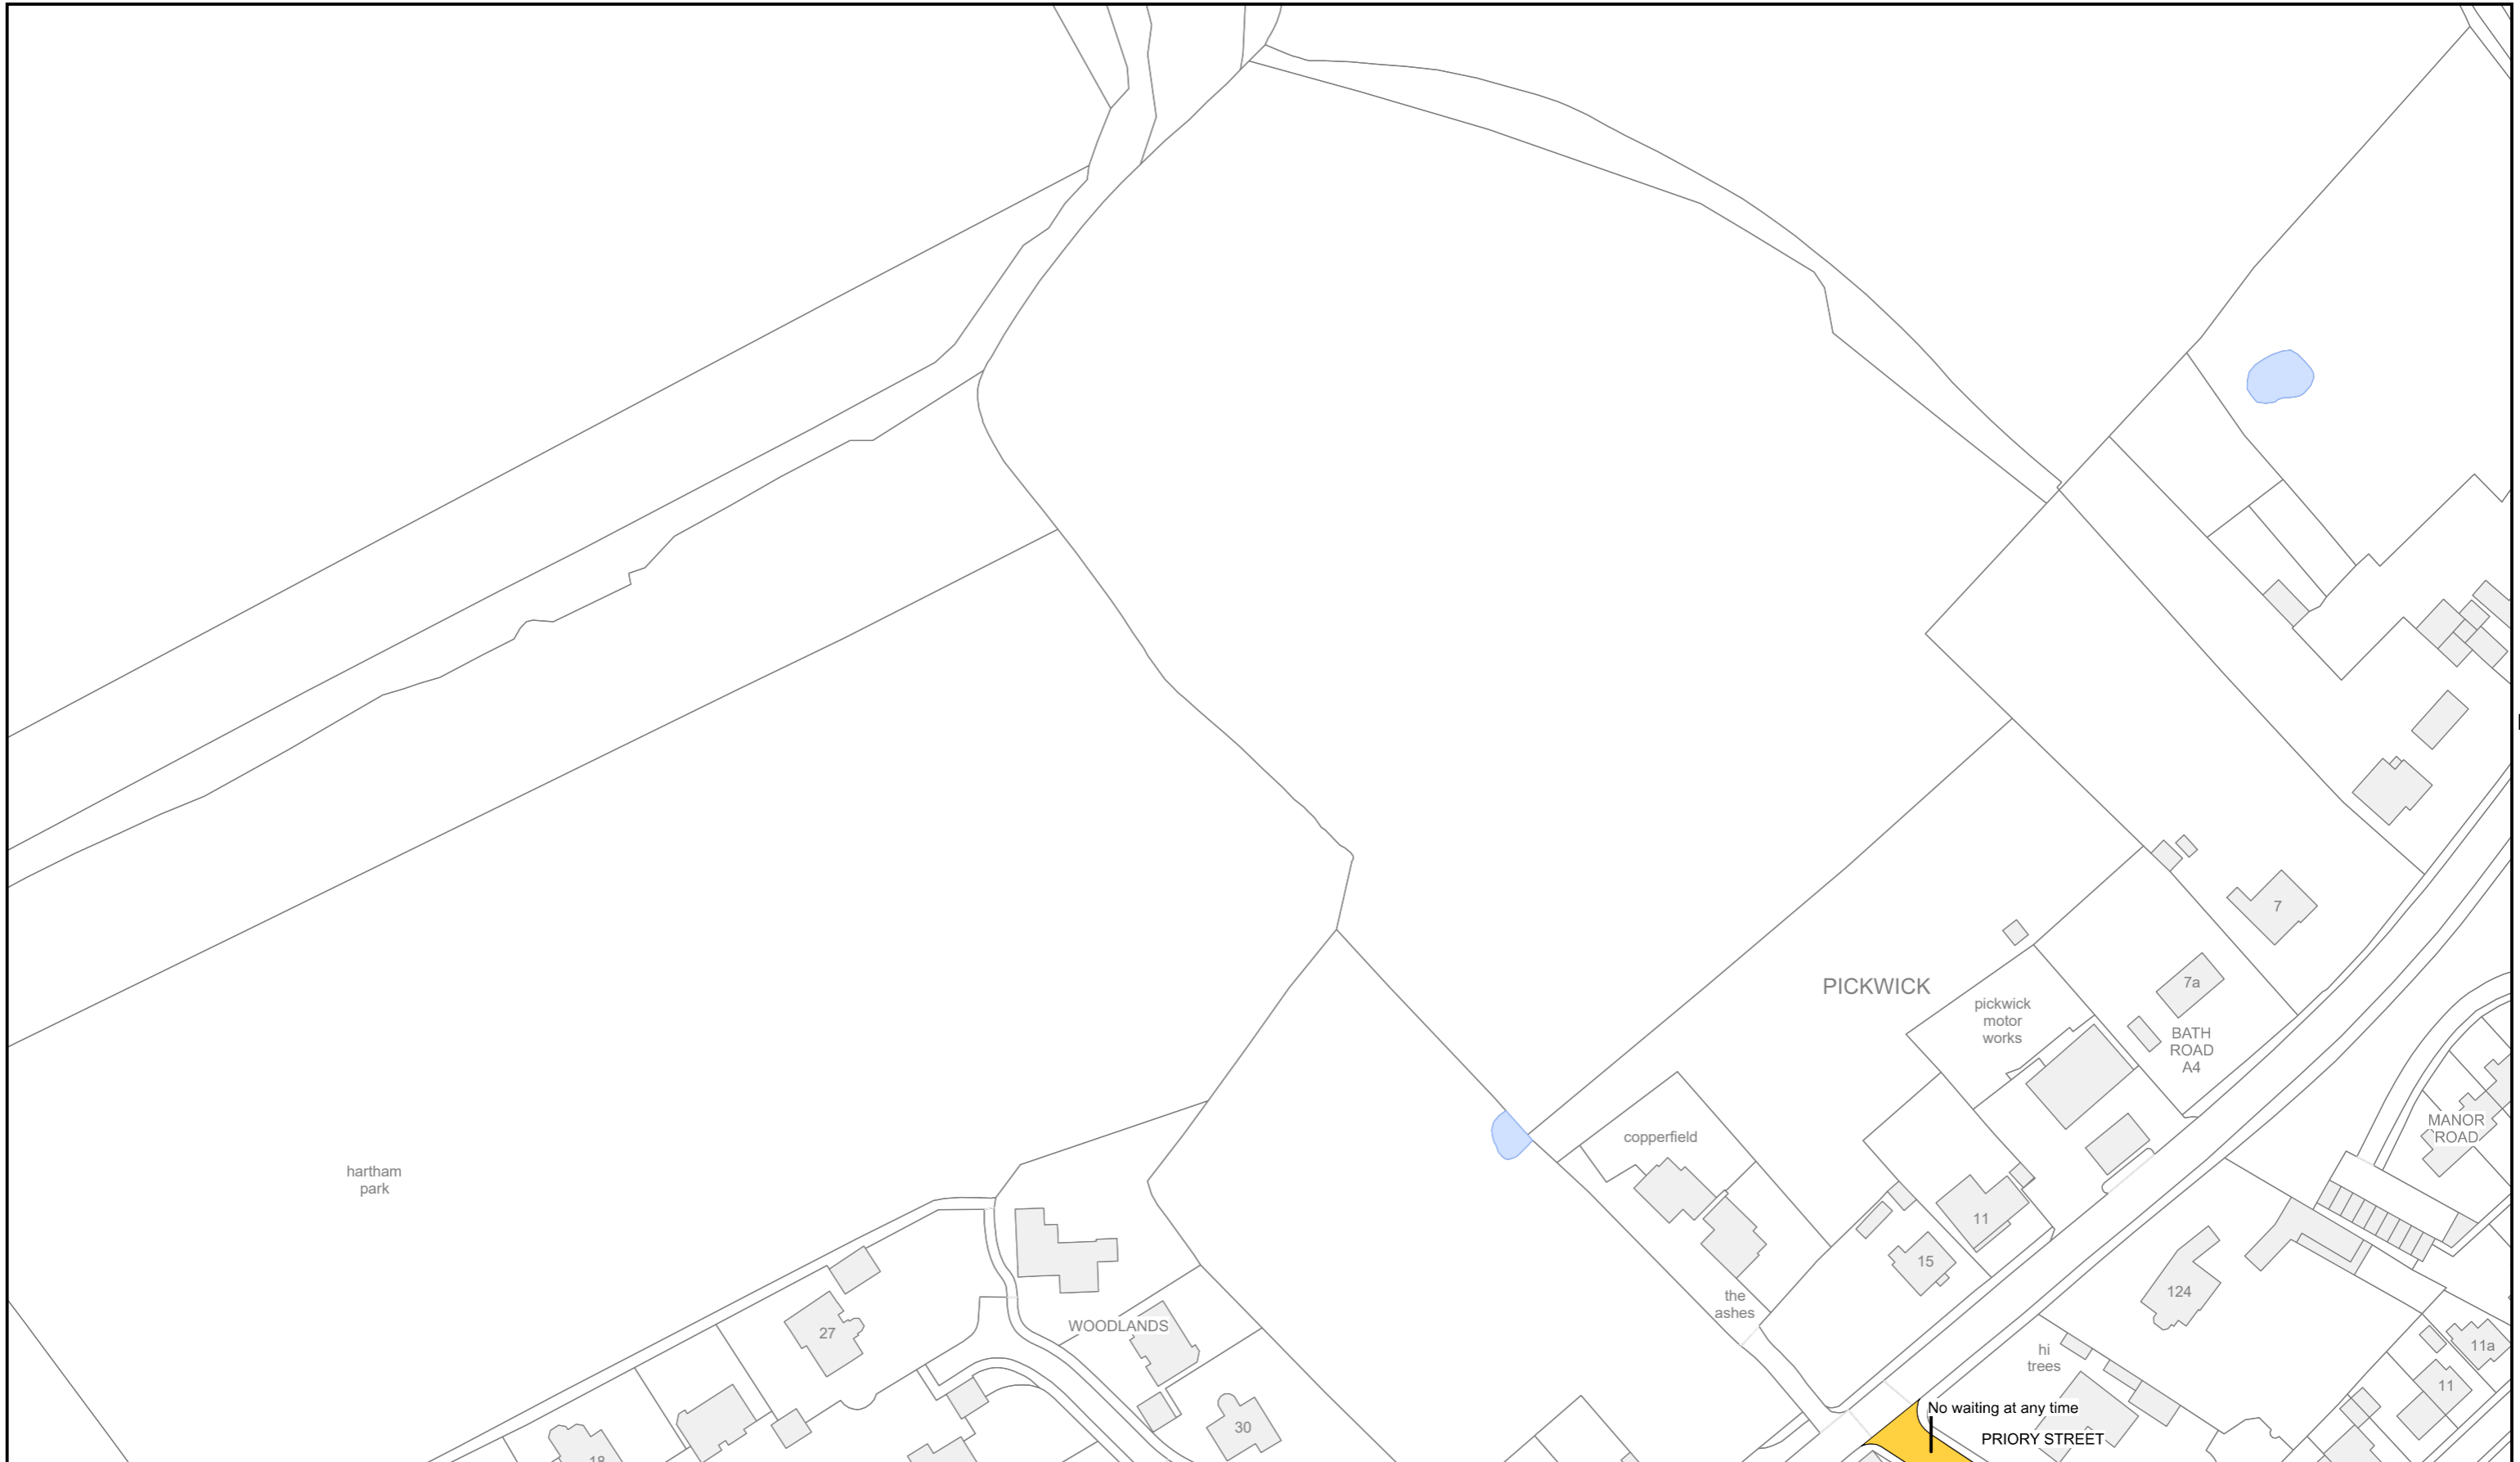 PICKWICK
7
7a
pickwick
motor
works
BATH
ROAD
A4
MANOR
ROAD
copperfield
hartham
park
11
15
124
the
ashes
WOODLANDS
27
hi
trees
11a
11
No waiting at any time
PRIORY STREET
30
18